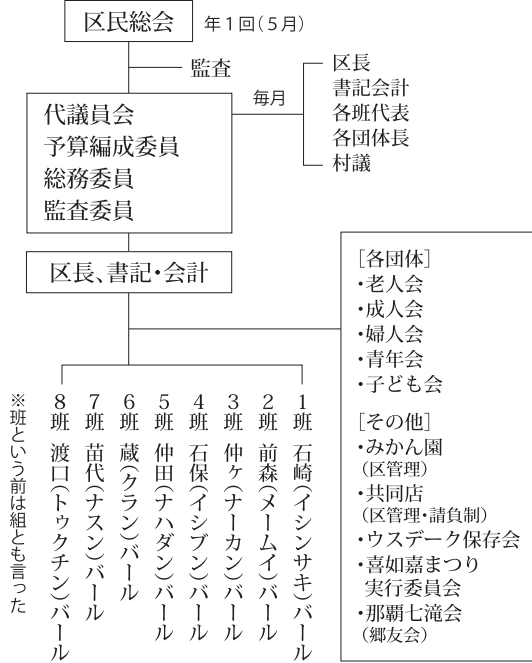 区民総会
年1回(5月)
監査
代議員会
予算編成委員
総務委員
監査委員
毎月
区長
書記会計
各班代表
各団体長
村議
区長、書記・会計
[各団体]
・老人会
・成人会
・婦人会
・青年会
・子ども会
[その他]
・みかん園
(区管理)
・共同店
(区管理・請負制)
・ウスデーク保存会
・喜如嘉まつり
実行委員会
・那覇七滝会
(郷友会)
1班 石崎(イシンサキ)バール
2班 前森(メームイ)バール
3班 仲ヶ(ナーカン)バール
4班 石保(イシブン)バール
5班 仲田(ナハダン)バール
6班 蔵(クラン)バール
7班 苗代(ナスン)バール
8班 渡口(トゥクチン)バール
※班という前は組とも言った